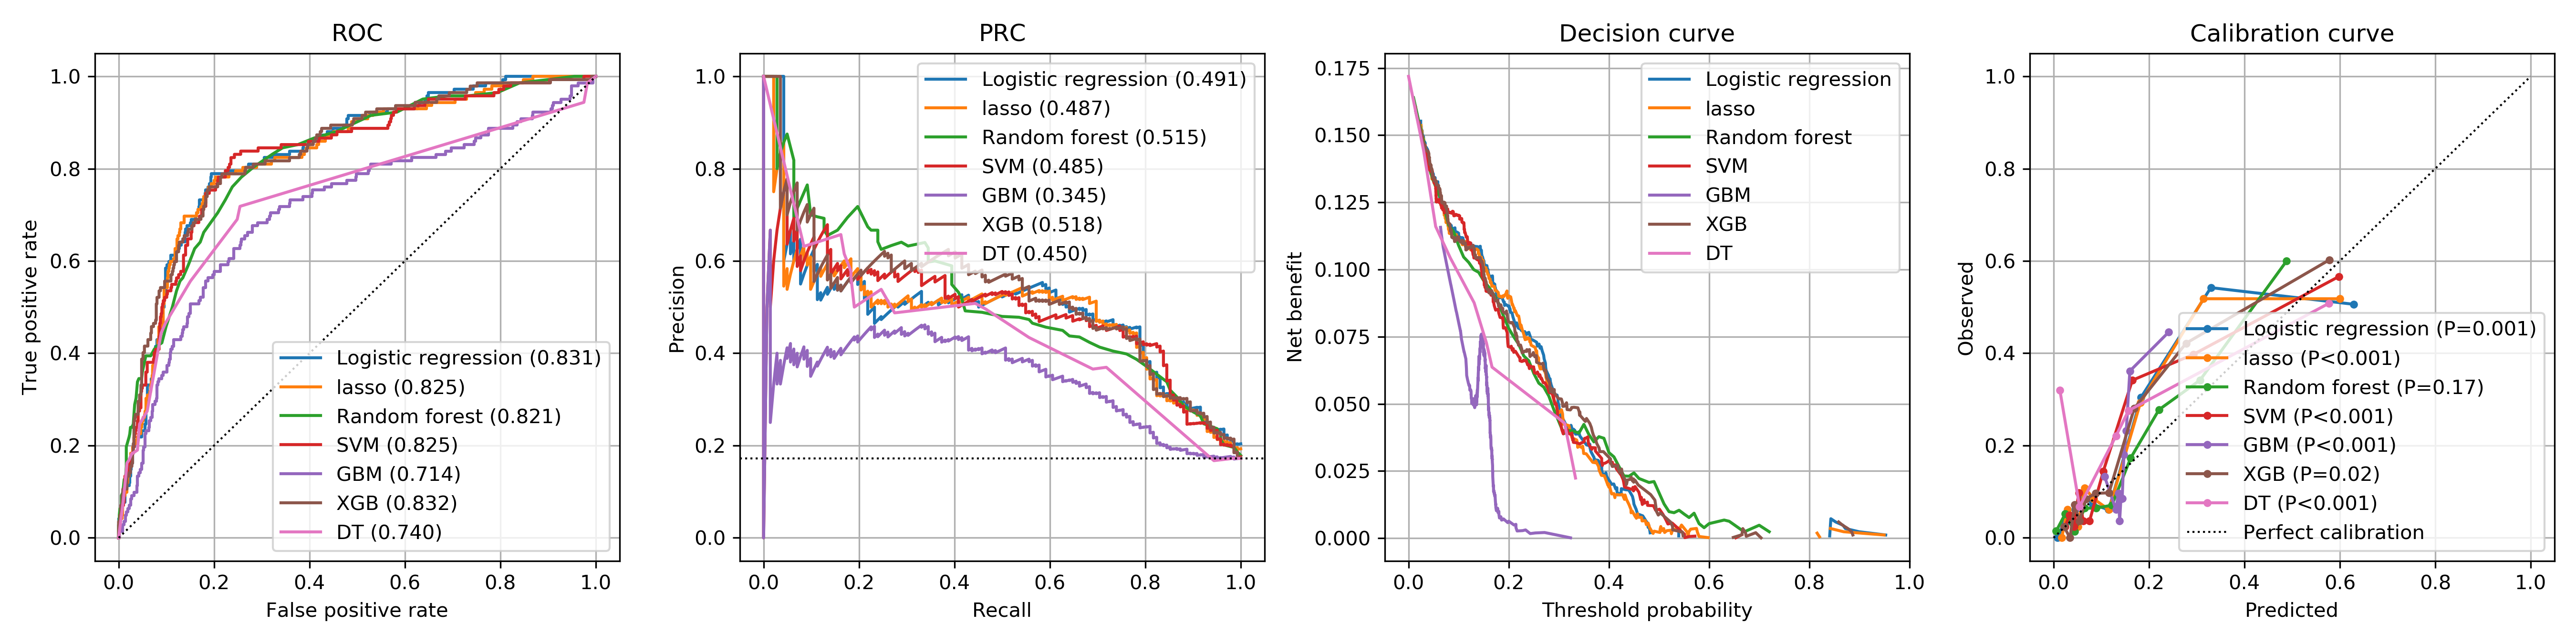 ROC
True positive rate
1.0
0.8
0.6
0.4
0.2
0.0
Logistic regression (0.831)
lasso (0.825)
Random forest (0.821)
SVM (0.825)
GBM (0.714)
XGB (0.832)
DT (0.740)
0.0 0.2 0.4 0.6 0.8 1.0
False positive rate
PRC
Precision
1.0
0.8
0.6
0.4
0.2
0.0
Logistic regression (0.491)
lasso (0.487)
Random forest (0.515)
SVM (0.485)
GBM (0.345)
XGB (0.518)
DT (0.450)
0.0 0.2 0.4 0.6 0.8 1.0
Recall
Decision curve
Net benefit
0.175
0.150
0.125
0.100
0.075
0.050
0.025
0.000
Logistic regression
lasso
Random forest
SVM
GBM
XGB
DT
0.0 0.2 0.4 0.6 0.8 1.0
Threshold probability
Calibration curve
Observed
1.0
0.8
0.6
0.4
0.2
0.0
Logistic regression (P=0.001)
lasso (P<0.001)
Random forest (P=0.17)
SVM (P<0.001)
GBM (P<0.001)
XGB (P=0.02)
DT (P<0.001)
Perfect calibration
0.0 0.2 0.4 0.6 0.8 1.0
Predicted